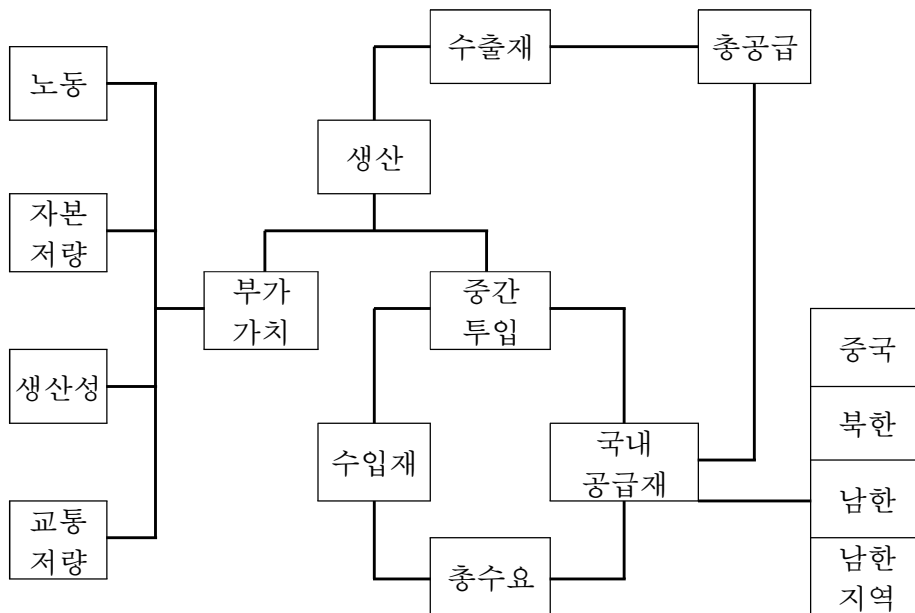 수출재
총공급
노동
생산
자본
저량
부가
가치
중간
투입
중국
생산성
북한
수입재
국내
공급재
남한
교통
저량
총수요
남한
지역